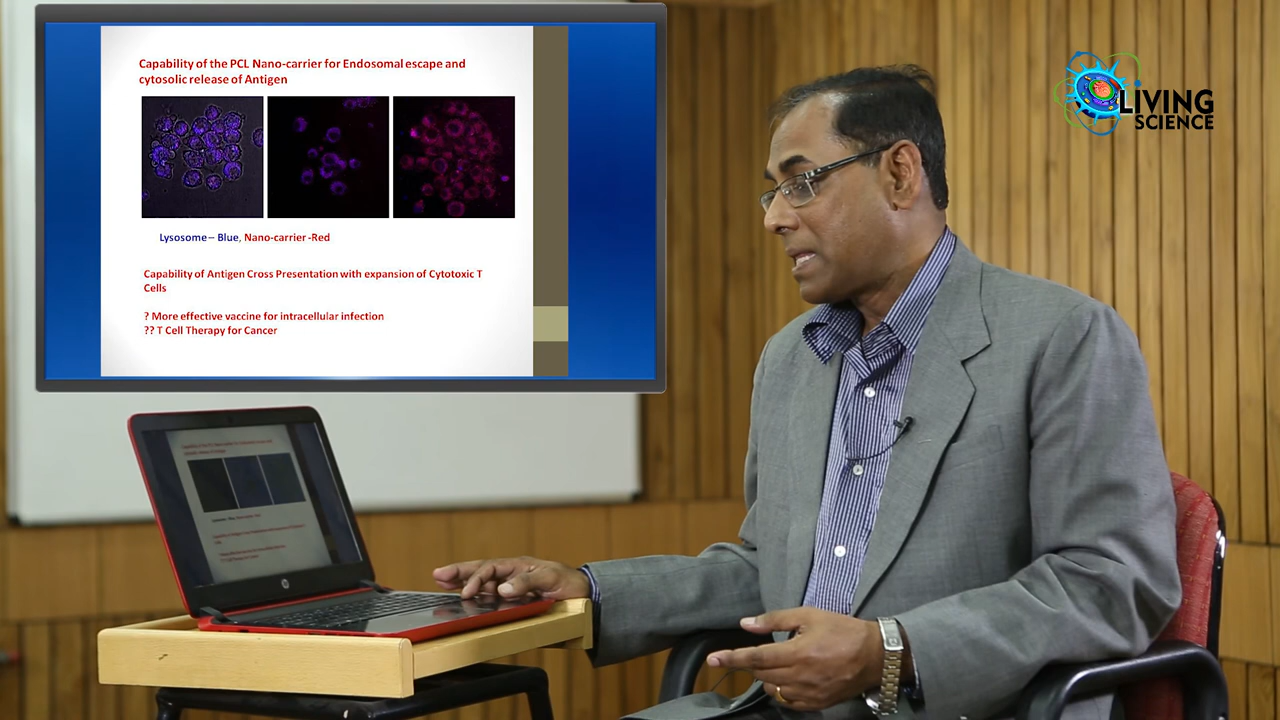 Capability of the PCL Nano-carrier for Endosomal escape and
cytosolic release of Antigen
Lysosome – Blue, Nano-carrier -Red
Capability of Antigen Cross Presentation with expansion of Cytotoxic T
Cells
? More effective vaccine for intracellular infection
?? T Cell Therapy for Cancer
LIVING
SCIENCE
hp